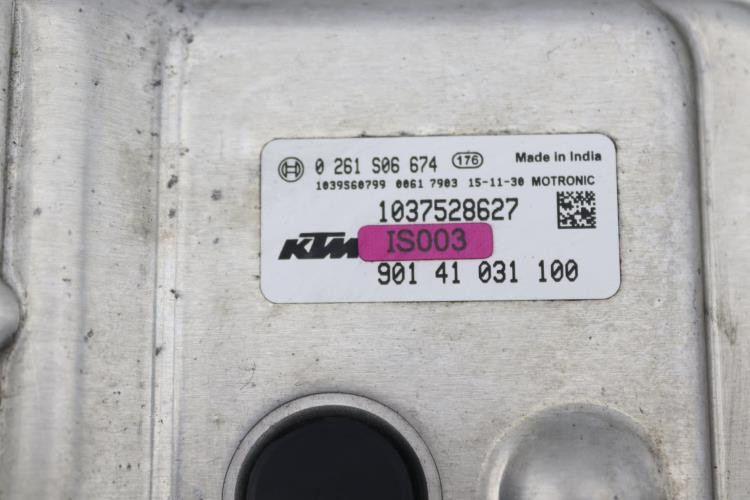 0 261 S06 674 176 Made in India
1039S60799 0061 7903 15-11-30 MOTRONIC
1037528627
KTM IS003
901 41 031 100